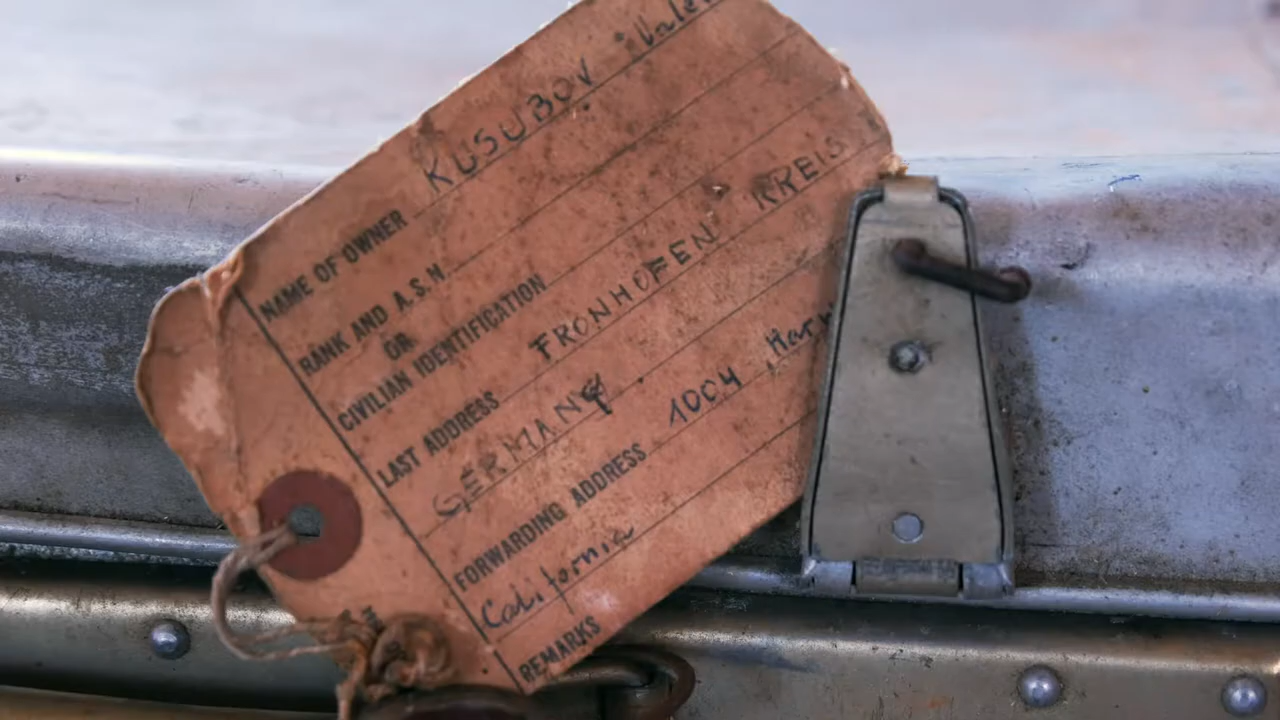 NAME OF OWNER KUSUBOV
RANK AND A.S.N.
OR
CIVILIAN IDENTIFICATION
LAST ADDRESS FRONHOFEN KREIS
GERMANY
FORWARDING ADDRESS 1004
California
REMARKS